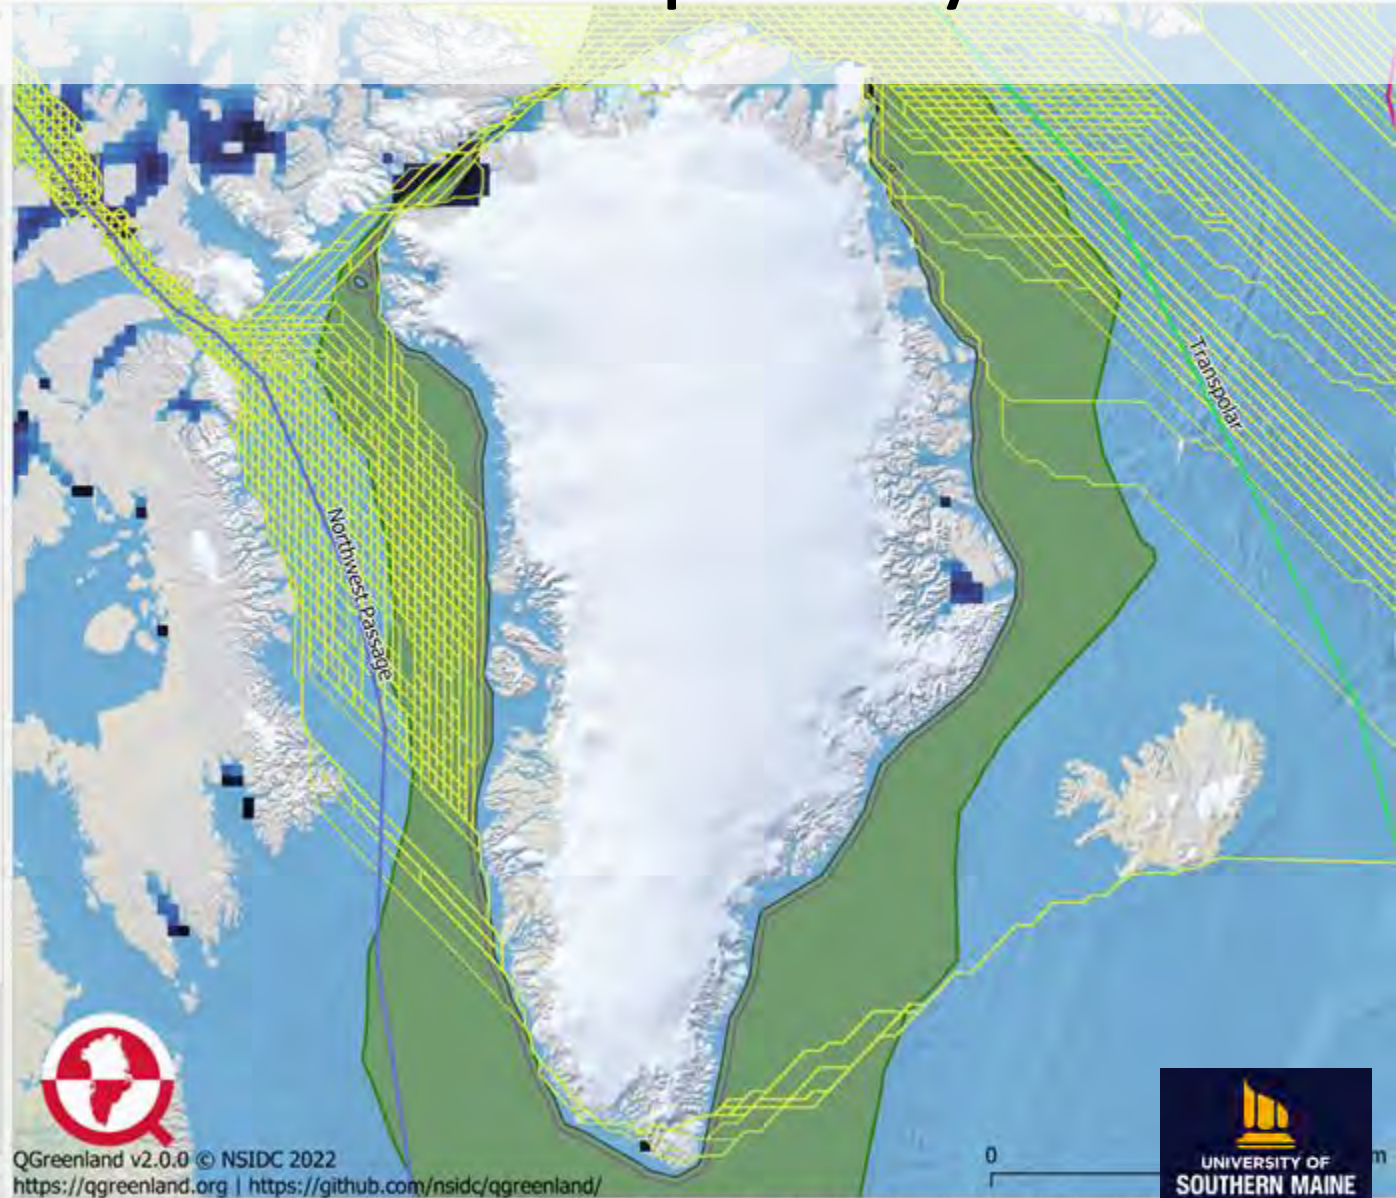 Transpolar
Northwest Passage
QGreenland v2.0.0 © NSIDC 2022
https://qgreenland.org | https://github.com/nsidc/qgreenland/
0
m
UNIVERSITY OF
SOUTHERN MAINE